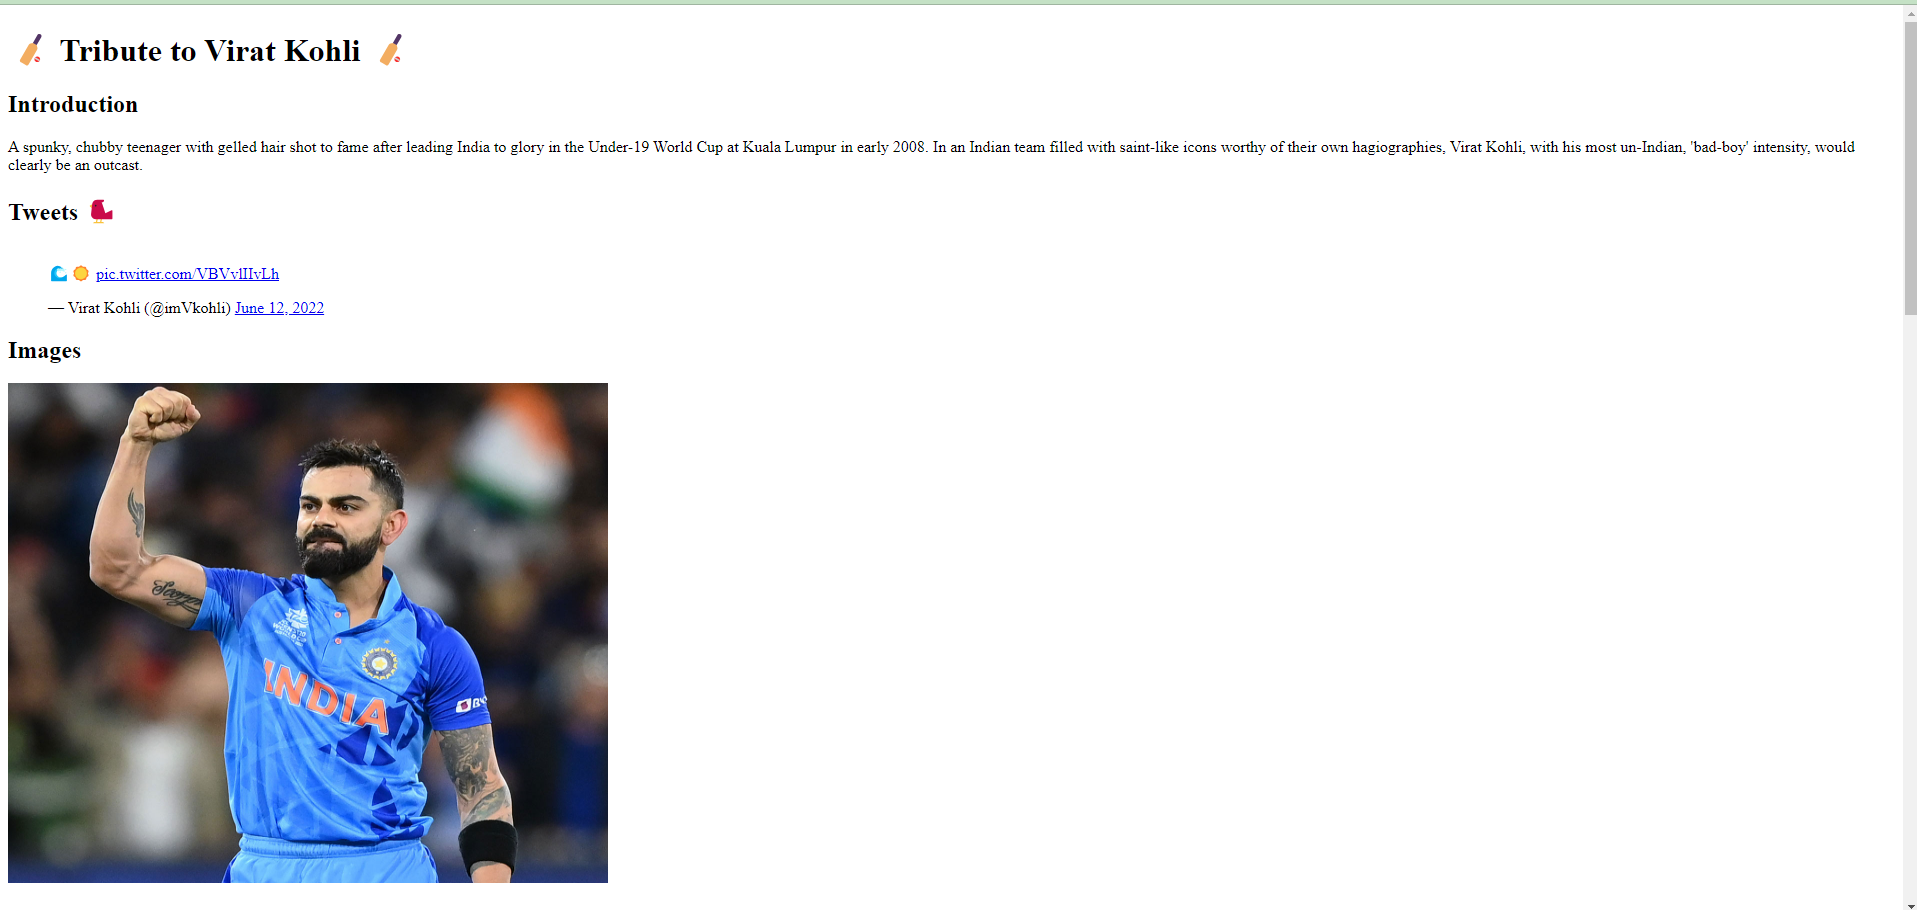 Tribute to Virat Kohli
Introduction
A spunky, chubby teenager with gelled hair shot to fame after leading India to glory in the Under-19 World Cup at Kuala Lumpur in early 2008. In an Indian team filled with saint-like icons worthy of their own hagiographies, Virat Kohli, with his most un-Indian, 'bad-boy' intensity, would
clearly be an outcast.
Tweets
pic.twitter.com/VBVvlIIvLh
— Virat Kohli (@imVkohli) June 12, 2022
Images
INDIA